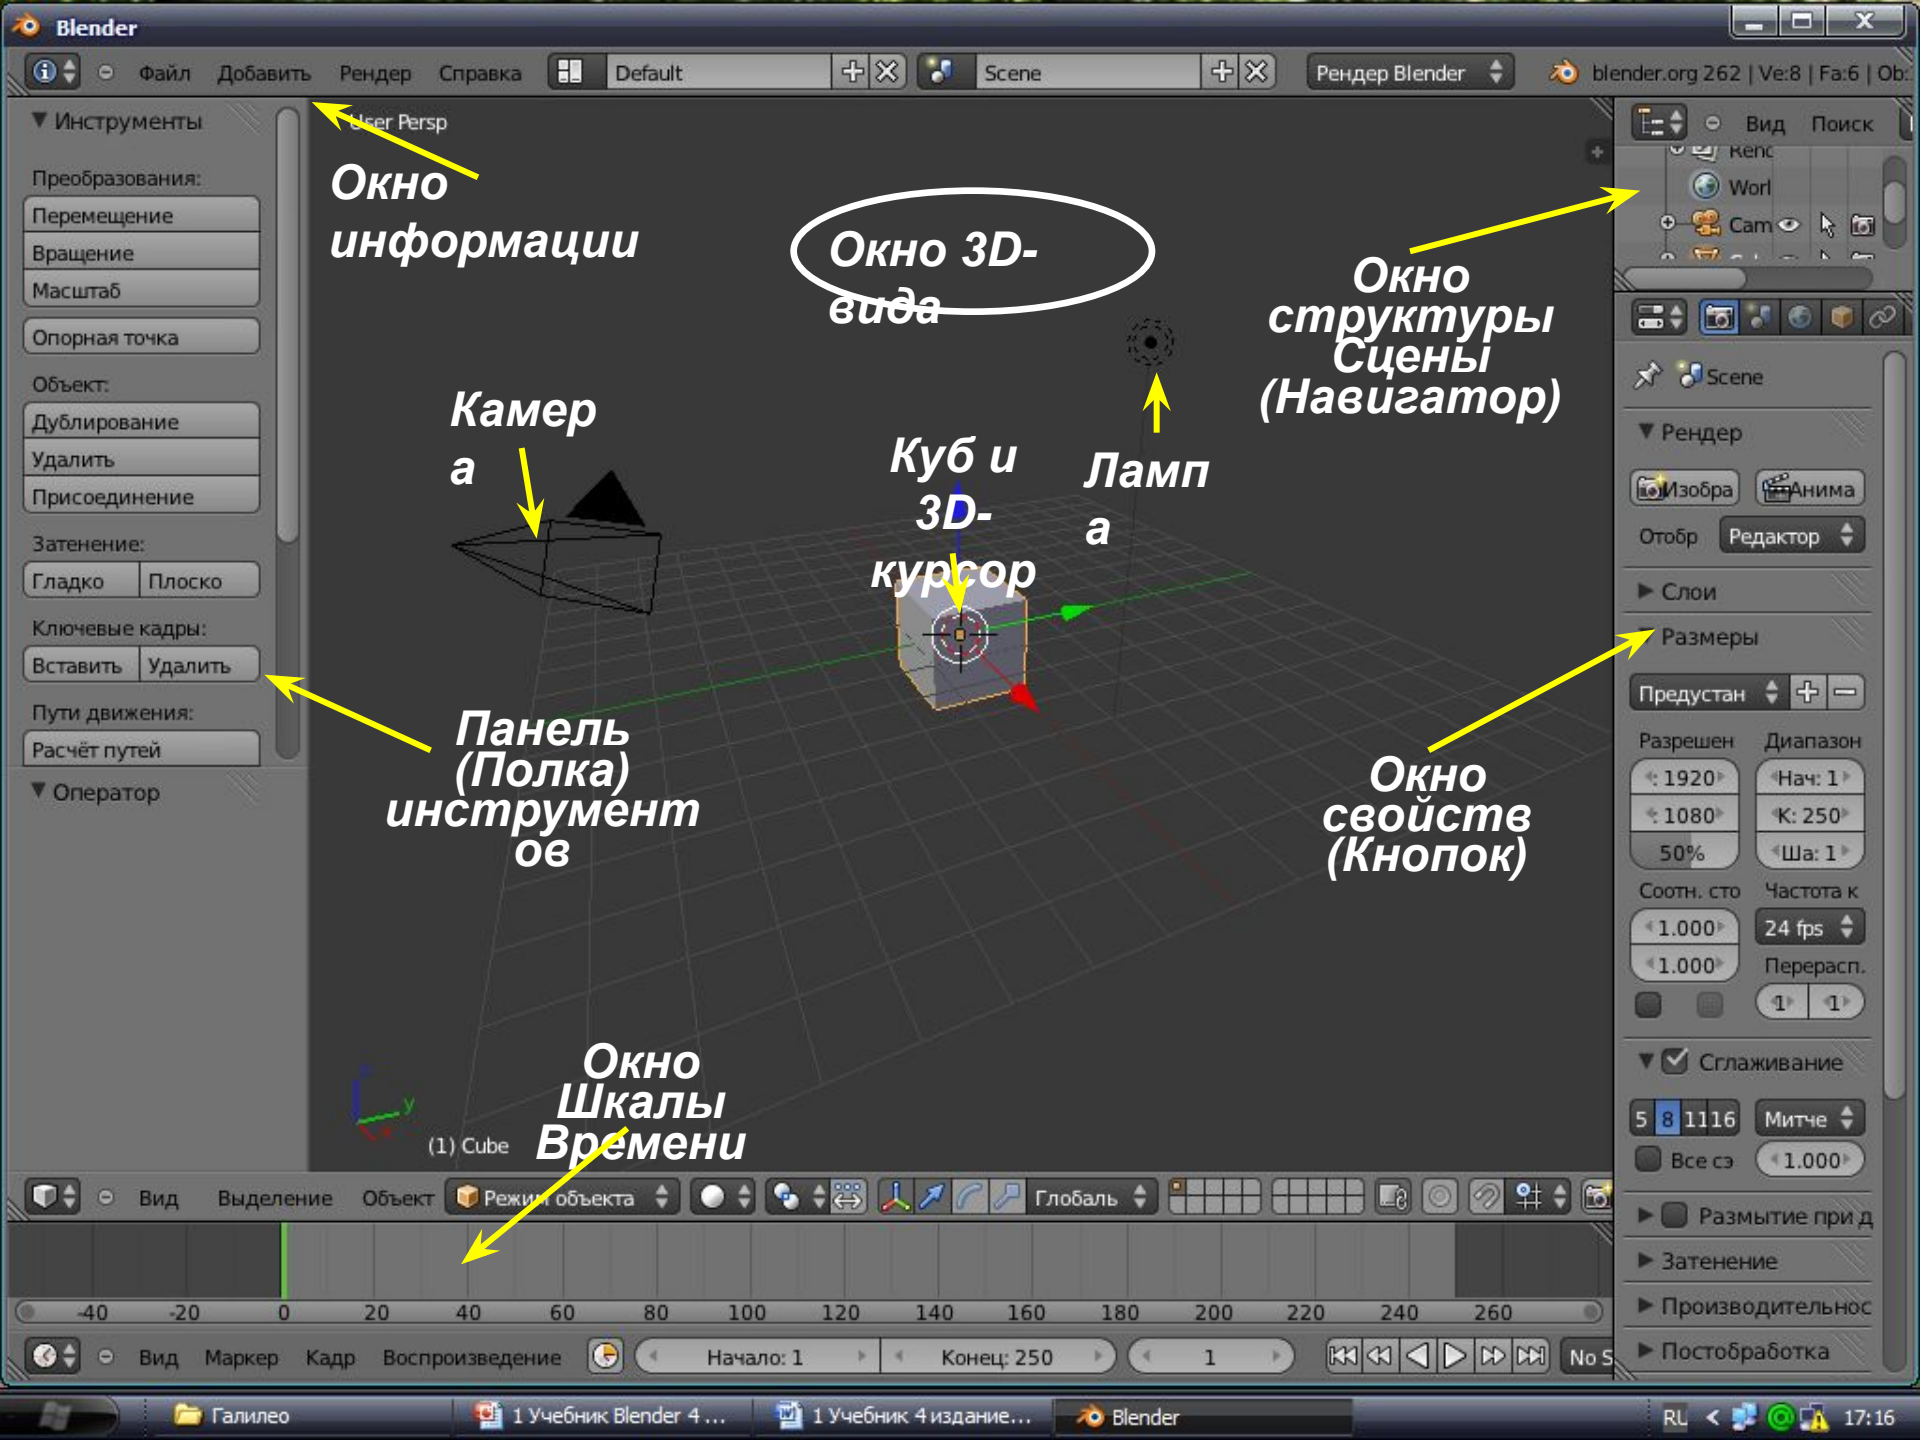 Blender
Файл Добавить Рендер Справка Default Scene Рендер Blender blender.org 262 | Ve:8 | Fa:6 | Ob:
Инструменты
Преобразования:
Перемещение
Вращение
Масштаб
Опорная точка
Объект:
Дублирование
Удалить
Присоединение
Затенение:
Гладко Плоско
Ключевые кадры:
Вставить Удалить
Пути движения:
Расчёт путей
Оператор
User Persp
Окно
информации
Окно 3D-
вида
Камер
а
Куб и
3D-
курсор
Ламп
а
Окно
структуры
Сцены
(Навигатор)
Панель
(Полка)
инструмент
ов
Окно
свойств
(Кнопок)
Окно
Шкалы
Времени
y
(1) Cube
Вид Поиск
Worl
Cam
Scene
Рендер
Изобра Анима
Отобр Редактор
Слои
Размеры
Предустан
Разрешен Диапазон
: 1920 Нач: 1
: 1080 К: 250
50% Ша: 1
Соотн. сто Частота к
1.000 24 fps
1.000 Перерасп.
1 1
Сглаживание
5 8 11 16 Митче
Все сэ 1.000
Размытие при д
Затенение
Производительнос
Постобработка
Вид Выделение Объект Режим объекта Глобаль
-40 -20 0 20 40 60 80 100 120 140 160 180 200 220 240 260
Вид Маркер Кадр Воспроизведение Начало: 1 Конец: 250 1 No S
Галилео 1 Учебник Blender 4 ... 1 Учебник 4 издание... Blender RU 17:16